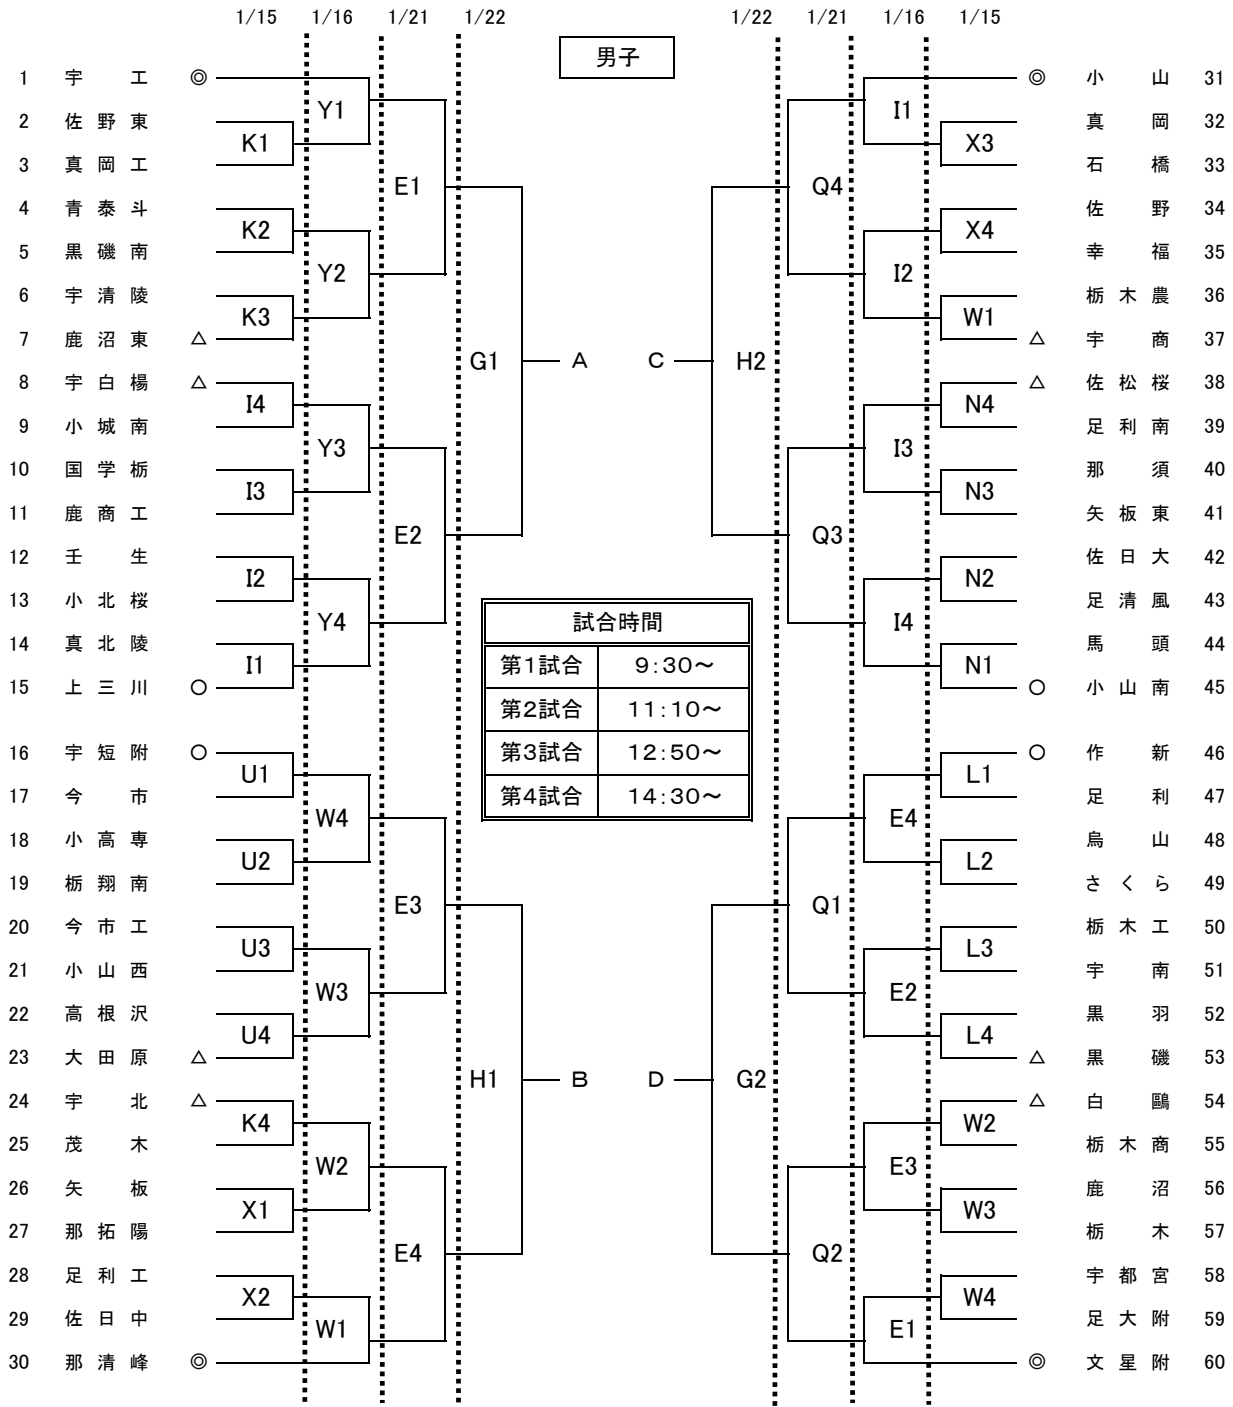 1/15 1/16 1/21 1/22 1/22 1/21 1/16 1/15
男子
1 宇工 ◎ ◎ 小山 31
Y1 I1
2 佐野東 真岡 32
K1 X3
3 真岡工 石橋 33
E1 Q4
4 青泰斗 佐野 34
K2 X4
5 黒磯南 幸福 35
Y2 I2
6 宇清陵 栃木農 36
K3 W1
7 鹿沼東 △ △ 宇商 37
G1 A C H2
8 宇白楊 △ △ 佐松桜 38
I4 N4
9 小城南 足利南 39
Y3 I3
10 国学栃 那須 40
I3 N3
11 鹿商工 矢板東 41
E2 Q3
12 壬生 佐日大 42
I2 N2
13 小北桜 足清風 43
Y4 I4
14 真北陵 馬頭 44
I1 N1
15 上三川 ○ ○ 小山南 45
試合時間
第1試合 9:30~
第2試合 11:10~
第3試合 12:50~
第4試合 14:30~
16 宇短附 ○ ○ 作新 46
U1 L1
17 今市 足利 47
W4 E4
18 小高専 烏山 48
U2 L2
19 栃翔南 さくら 49
E3 Q1
20 今市工 栃木工 50
U3 L3
21 小山西 宇南 51
W3 E2
22 高根沢 黒羽 52
U4 L4
23 大田原 △ △ 黒磯 53
H1 B D G2
24 宇北 △ △ 白鷗 54
K4 W2
25 茂木 栃木商 55
W2 E3
26 矢板 鹿沼 56
X1 W3
27 那拓陽 栃木 57
E4 Q2
28 足利工 宇都宮 58
X2 W4
29 佐日中 足大附 59
W1 E1
30 那清峰 ◎ ◎ 文星附 60